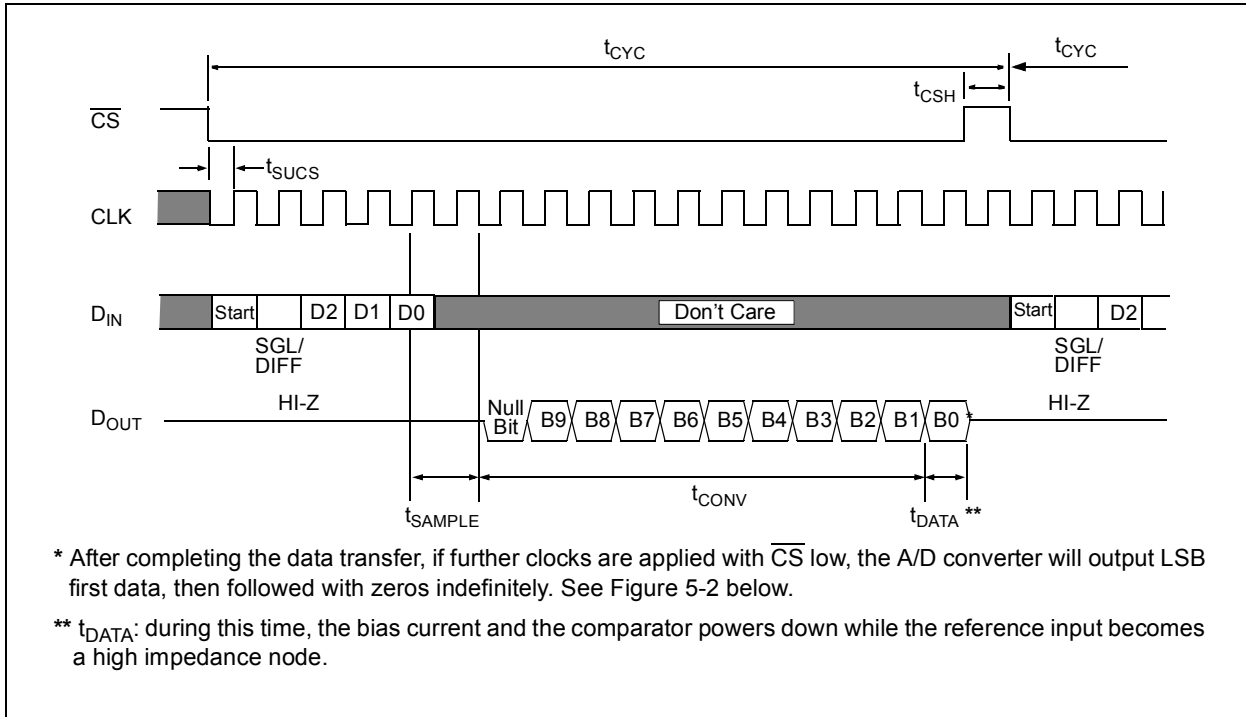 tCYC tCYC
tCSH
CS
tSUCS
CLK
DIN Start D2 D1 D0 Don't Care Start D2
SGL/
DIFF
SGL/
DIFF
HI-Z HI-Z
DOUT Null
Bit B9 B8 B7 B6 B5 B4 B3 B2 B1 B0 *
tCONV
tSAMPLE tDATA **
* After completing the data transfer, if further clocks are applied with CS low, the A/D converter will output LSB
first data, then followed with zeros indefinitely. See Figure 5-2 below.
** tDATA: during this time, the bias current and the comparator powers down while the reference input becomes
a high impedance node.